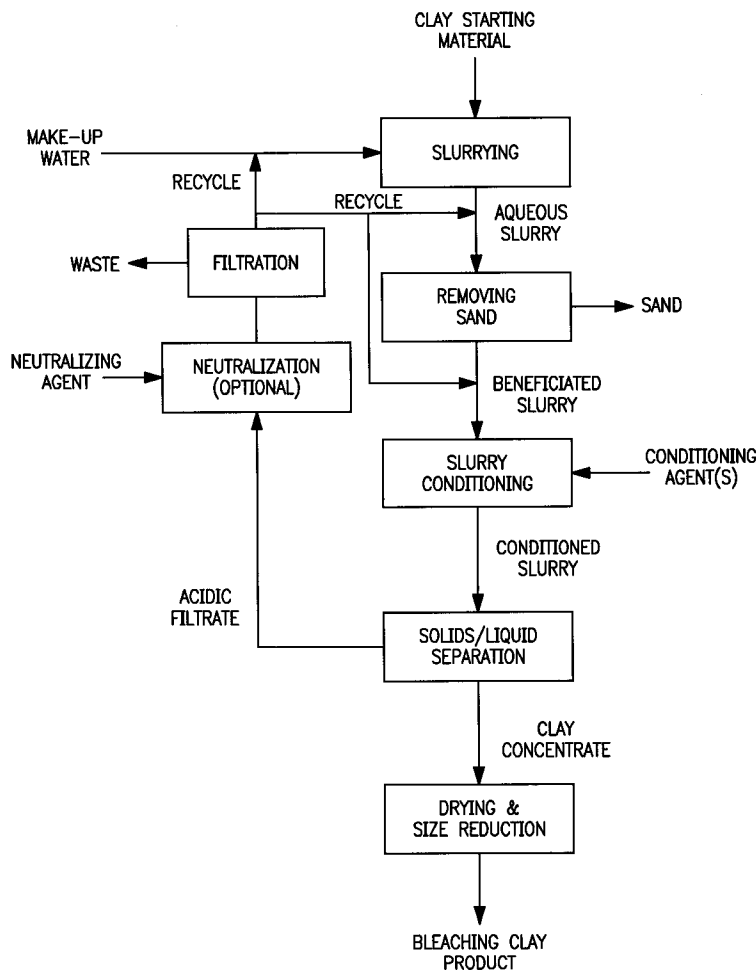 CLAY STARTING
MATERIAL
MAKE-UP
WATER
SLURRYING
RECYCLE
RECYCLE
AQUEOUS
SLURRY
WASTE
FILTRATION
REMOVING
SAND
SAND
NEUTRALIZING
AGENT
NEUTRALIZATION
(OPTIONAL)
BENEFICIATED
SLURRY
SLURRY
CONDITIONING
CONDITIONING
AGENT(S)
CONDITIONED
SLURRY
ACIDIC
FILTRATE
SOLIDS/LIQUID
SEPARATION
CLAY
CONCENTRATE
DRYING &
SIZE REDUCTION
BLEACHING CLAY
PRODUCT